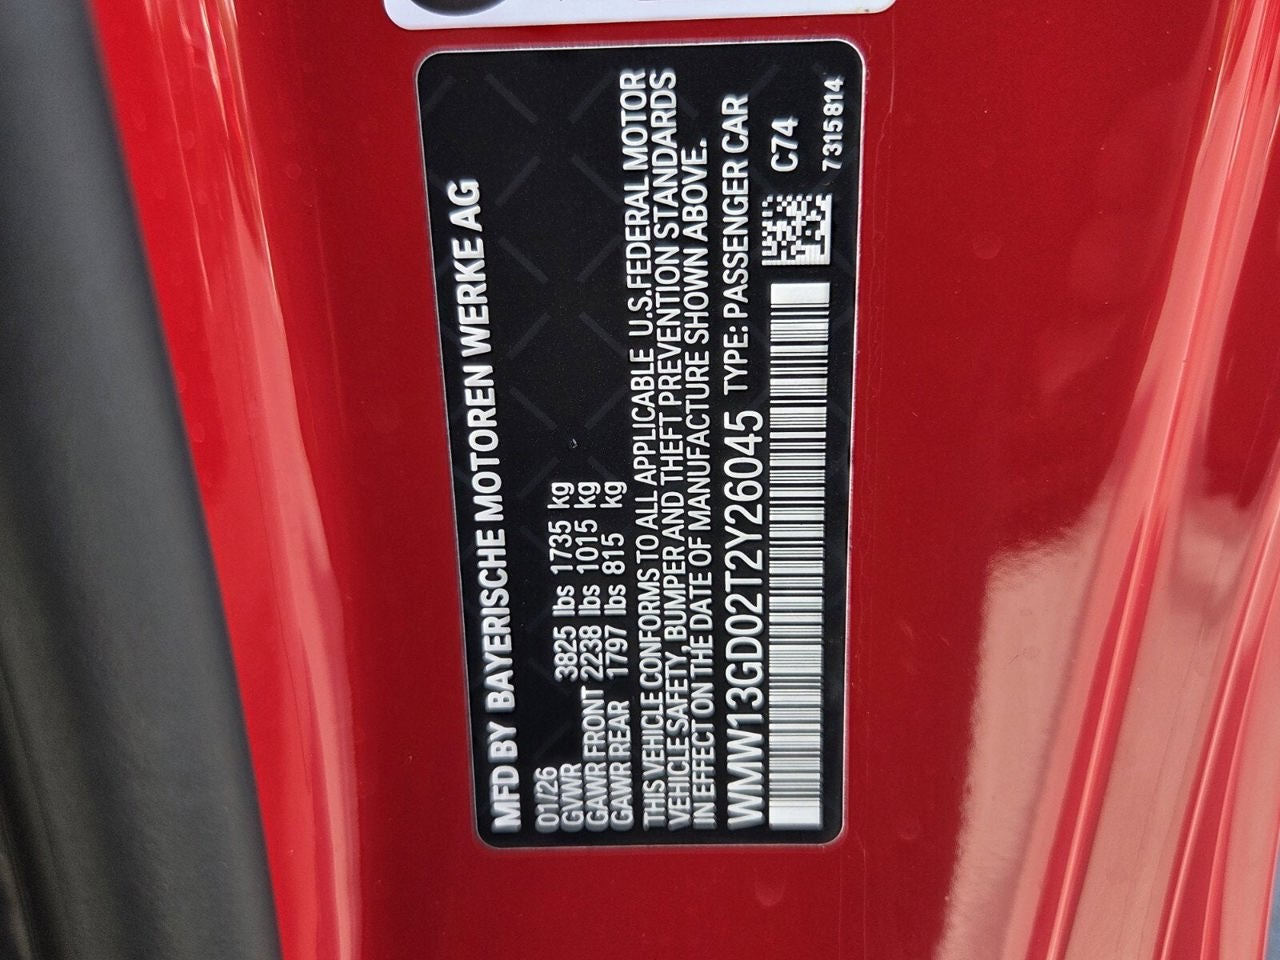 MFD BY BAYERISCHE MOTOREN WERKE AG
01/26
GVWR 3825 lbs 1735 kg
GAWR FRONT 2238 lbs 1015 kg
GAWR REAR 1797 lbs 815 kg
THIS VEHICLE CONFORMS TO ALL APPLICABLE U.S.FEDERAL MOTOR
VEHICLE SAFETY, BUMPER AND THEFT PREVENTION STANDARDS
IN EFFECT ON THE DATE OF MANUFACTURE SHOWN ABOVE.
WMW13GD02T2Y26045 TYPE: PASSENGER CAR
C74
7315814